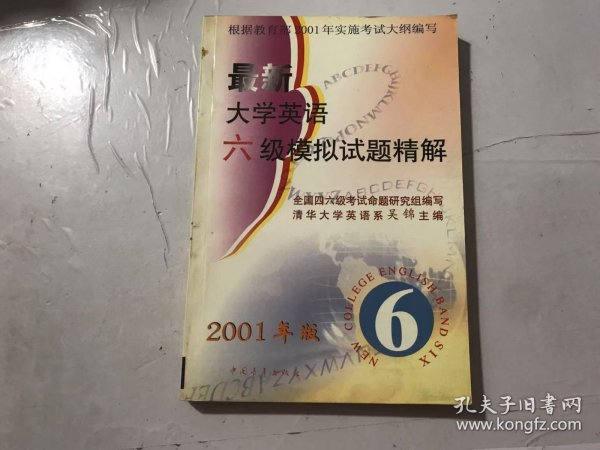 根据教育部2001年实施考试大纲编写
最新
大学英语
六级模拟试题精解
ABCDEFGHIJKLMNOP
全国四六级考试命题研究组编写
清华大学英语系吴锦主编
NEW COLLEGE ENGLISH BAND SIX
6
2001年版
孔夫子旧书网
www.kongfz.com